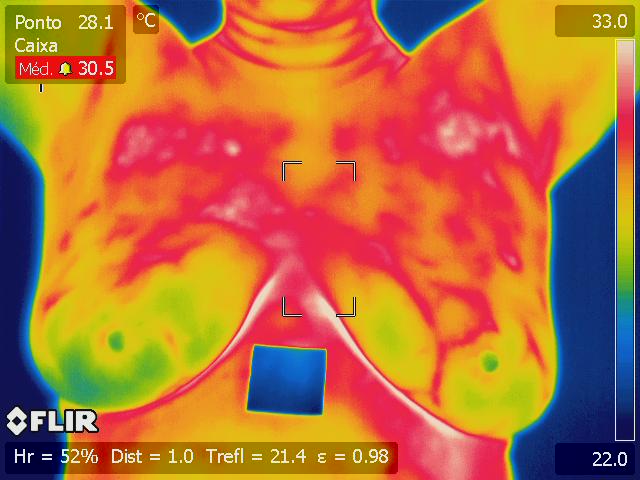 Ponto 28.1 °C
Caixa
Méd. 30.5
33.0
FLIR
Hr = 52% Dist = 1.0 Trefl = 21.4 ε = 0.98
22.0